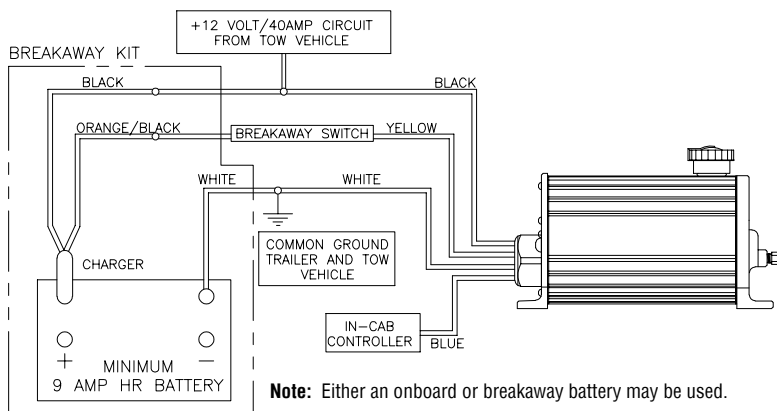 +12 VOLT/40AMP CIRCUIT
FROM TOW VEHICLE
BREAKAWAY KIT
BLACK
BLACK
ORANGE/BLACK
BREAKAWAY SWITCH
YELLOW
WHITE
WHITE
COMMON GROUND
TRAILER AND TOW
VEHICLE
CHARGER
IN-CAB
CONTROLLER
BLUE
+
−
MINIMUM
9 AMP HR BATTERY
Note: Either an onboard or breakaway battery may be used.